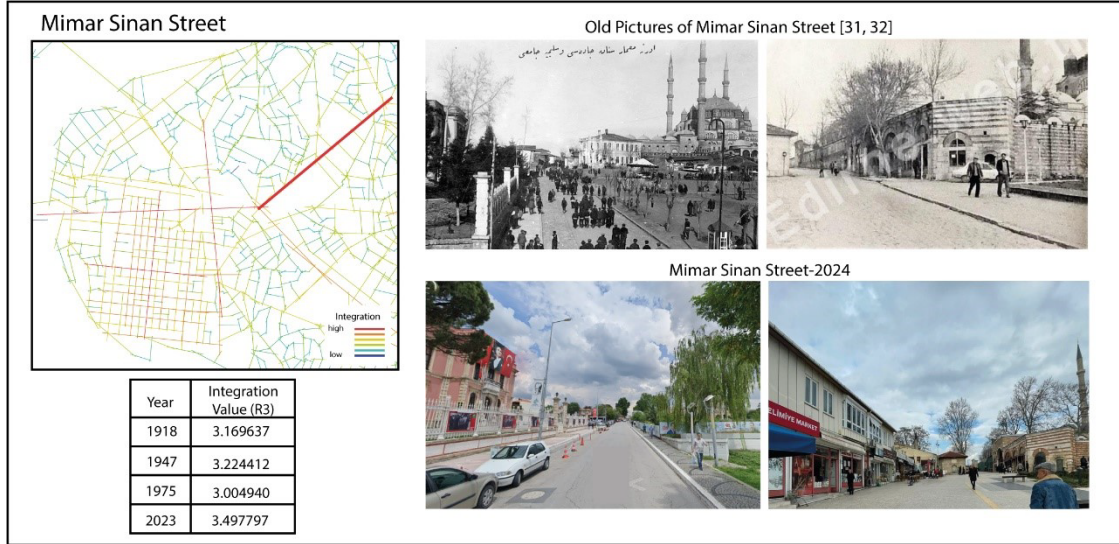 Mimar Sinan Street
Integration
high
low
Year Integration Value (R3)
1918 3.169637
1947 3.224412
1975 3.004940
2023 3.497797
Old Pictures of Mimar Sinan Street [31, 32]
Mimar Sinan Street-2024
ELİMİYE MARKET